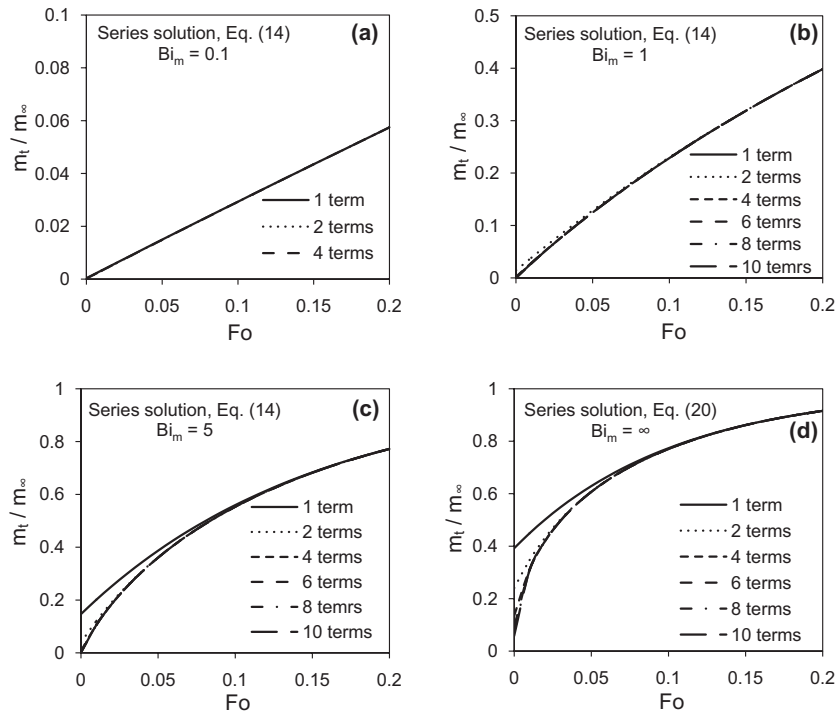 Series solution, Eq. (14)
Bi_m = 0.1
(a)
0.1
0.08
0.06
0.04
0.02
0
m_t / m_∞
1 term
2 terms
4 terms
0
0.05
0.1
0.15
0.2
Fo
Series solution, Eq. (14)
Bi_m = 1
(b)
0.5
0.4
0.3
0.2
0.1
0
m_t / m_∞
1 term
2 terms
4 terms
6 temrs
8 terms
10 temrs
0
0.05
0.1
0.15
0.2
Fo
Series solution, Eq. (14)
Bi_m = 5
(c)
1
0.8
0.6
0.4
0.2
0
m_t / m_∞
1 term
2 terms
4 terms
6 terms
8 temrs
10 terms
0
0.05
0.1
0.15
0.2
Fo
Series solution, Eq. (20)
Bi_m = ∞
(d)
1
0.8
0.6
0.4
0.2
0
m_t / m_∞
1 term
2 terms
4 terms
6 terms
8 terms
10 terms
0
0.05
0.1
0.15
0.2
Fo